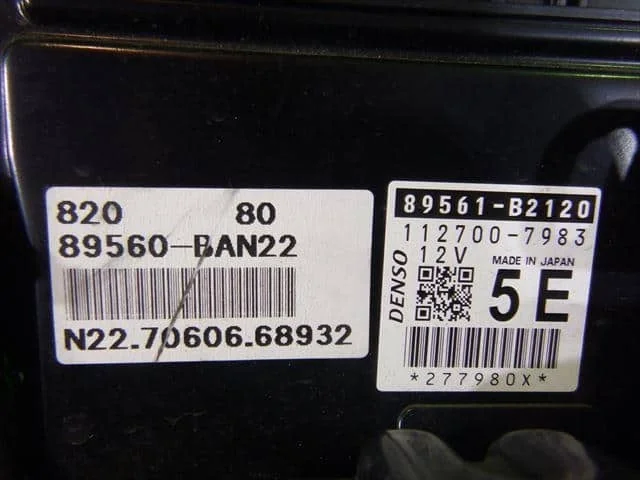 820 80
89560-BAN22
N22.70606.68932
89561-B2120
112700-7983
DENSO
12V MADE IN JAPAN
5E
*277980X*